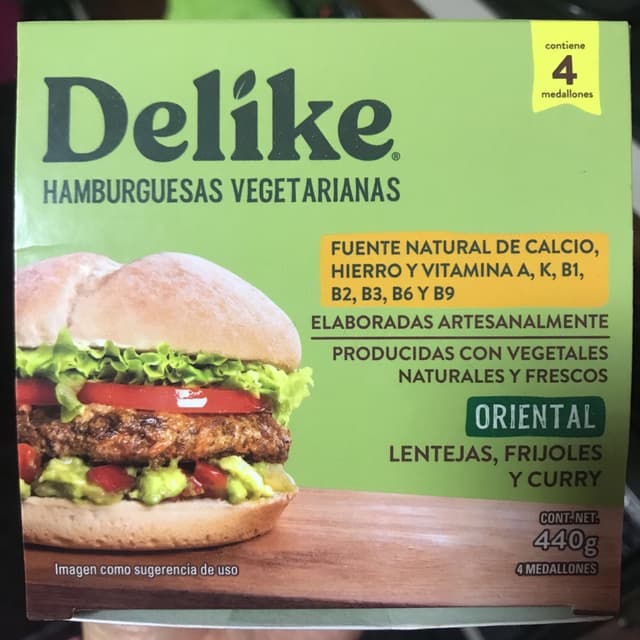 contiene
4
medallones
Delike®
HAMBURGUESAS VEGETARIANAS
FUENTE NATURAL DE CALCIO,
HIERRO Y VITAMINA A, K, B1,
B2, B3, B6 Y B9
ELABORADAS ARTESANALMENTE
PRODUCIDAS CON VEGETALES
NATURALES Y FRESCOS
ORIENTAL
LENTEJAS, FRIJOLES
Y CURRY
CONT. NET.
440g
4 MEDALLONES
Imagen como sugerencia de uso